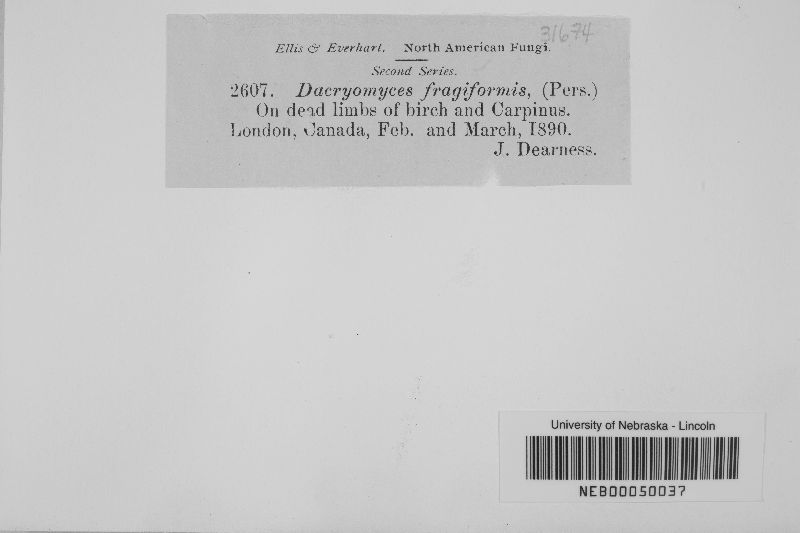 31674
Ellis & Everhart. North American Fungi.
Second Series.
2607. Dacryomyces fragiformis, (Pers.)
On dead limbs of birch and Carpinus.
London, Canada, Feb. and March, 1890.
J. Dearness.
University of Nebraska - Lincoln
NEB00050037